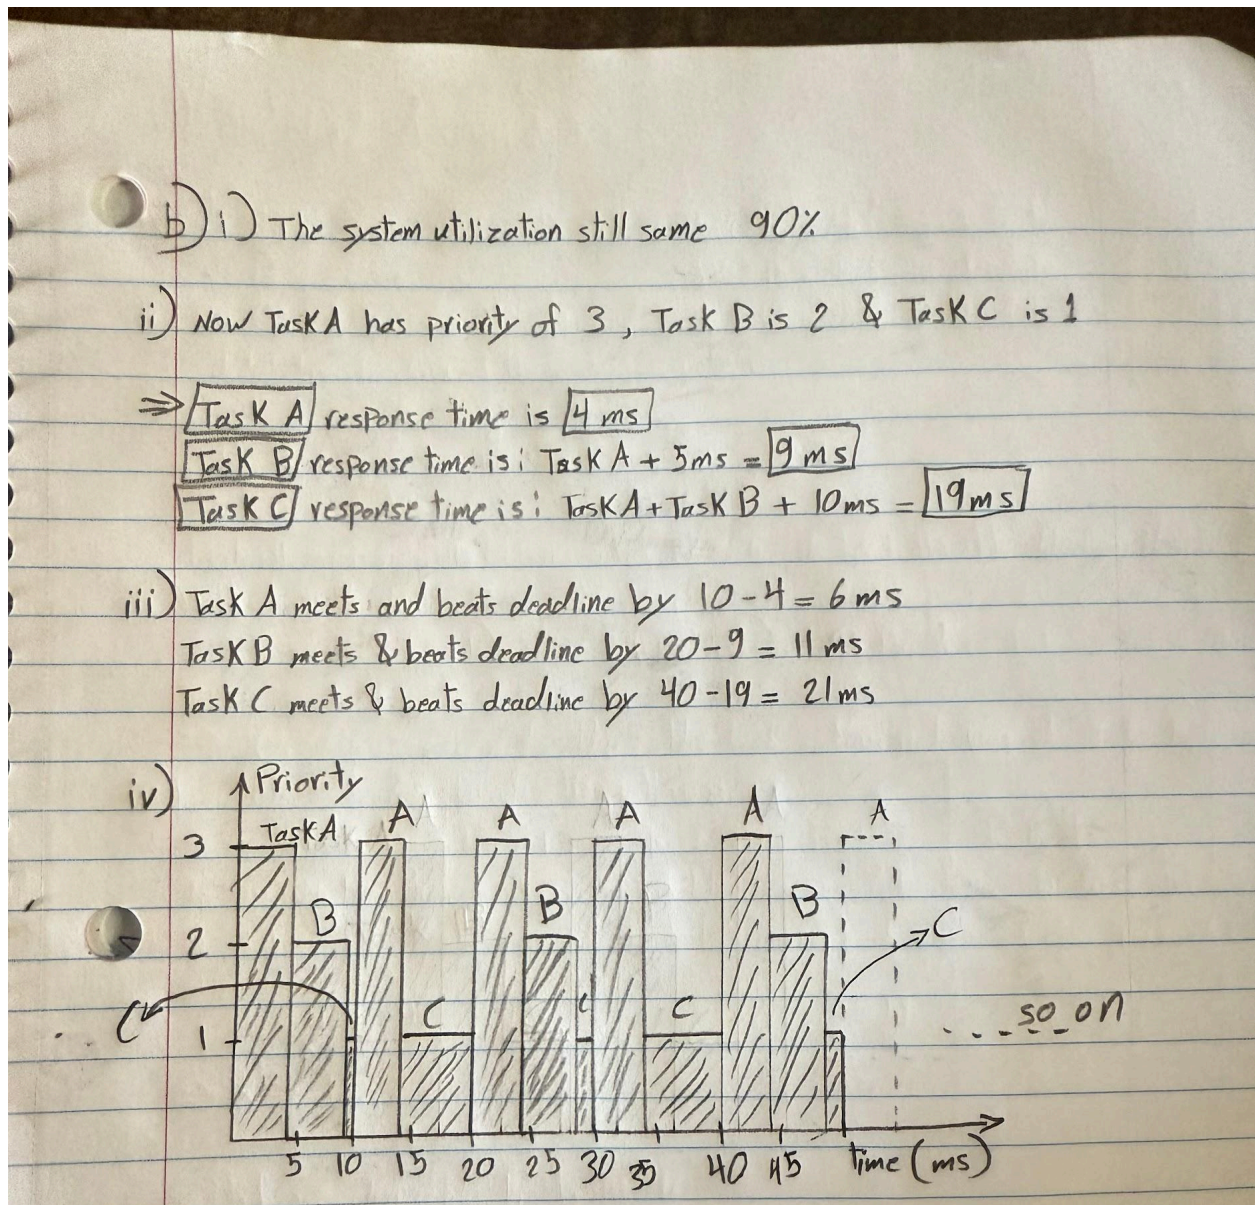 b) i) The system utilization still same 90%
ii) Now Task A has priority of 3, Task B is 2 & Task C is 1
⇒ Task A response time is 4 ms
Task B response time is: Task A + 5ms = 9 ms
Task C response time is: Task A + Task B + 10ms = 19ms
iii) Task A meets and beats deadline by 10-4 = 6 ms
Task B meets & beats deadline by 20-9 = 11 ms
Task C meets & beats deadline by 40-19 = 21ms
iv) Priority
A A A A A
3 Task A
B B B
2
C
C C C C
1
... so on
5 10 15 20 25 30 35 40 45 time (ms)